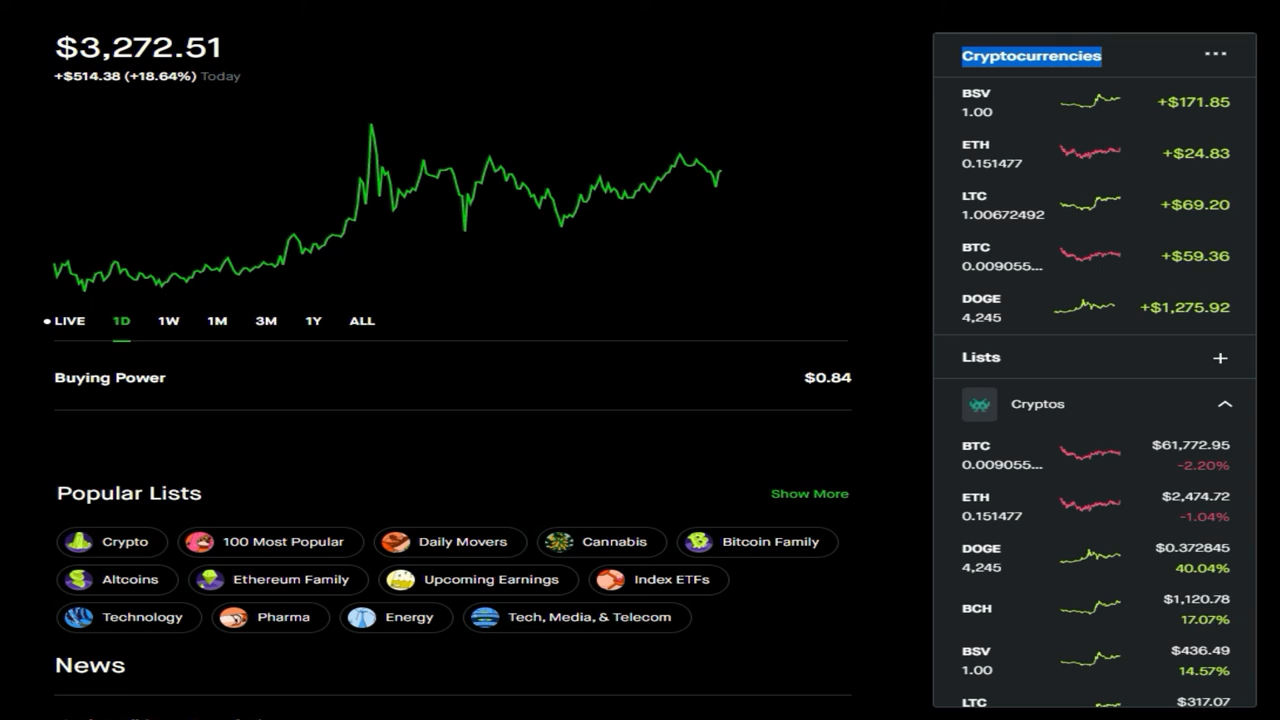 $3,272.51
+$514.38 (+18.64%) Today
LIVE 1D 1W 1M 3M 1Y ALL
Buying Power $0.84
Popular Lists Show More
Crypto 100 Most Popular Daily Movers Cannabis Bitcoin Family
Altcoins Ethereum Family Upcoming Earnings Index ETFs
Technology Pharma Energy Tech, Media, & Telecom
News
Cryptocurrencies ...
BSV
1.00
+$171.85
ETH
0.151477
+$24.83
LTC
1.00672492
+$69.20
BTC
0.009055...
+$59.36
DOGE
4,245
+$1,275.92
Lists +
Cryptos
BTC $61,772.95
0.009055... -2.20%
ETH $2,474.72
0.151477 -1.04%
DOGE $0.372845
4,245 40.04%
BCH
$1,120.78
17.07%
BSV $436.49
1.00 14.57%
LTC $317.07